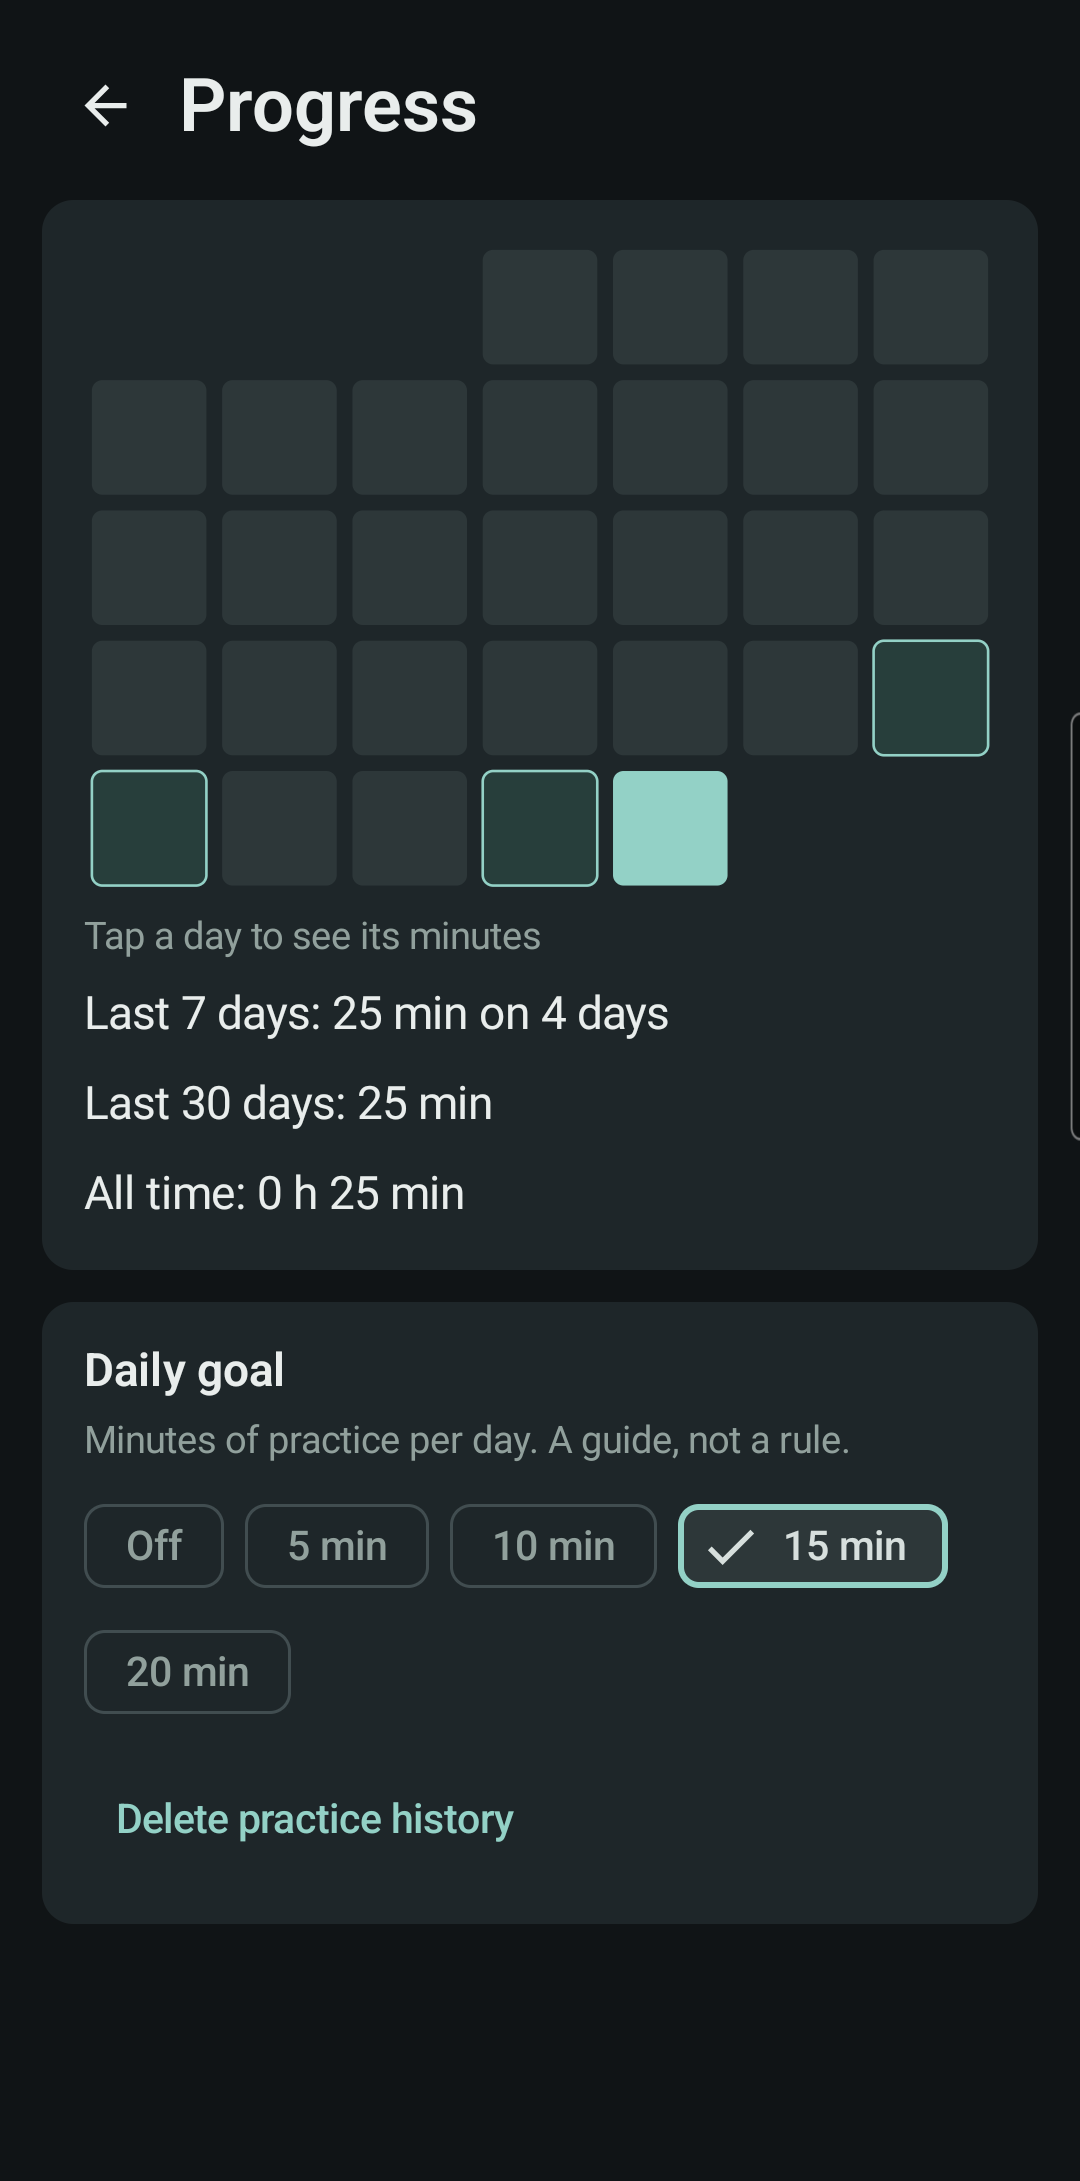 Progress
Tap a day to see its minutes
Last 7 days: 25 min on 4 days
Last 30 days: 25 min
All time: 0 h 25 min
Daily goal
Minutes of practice per day. A guide, not a rule.
Off 5 min 10 min 15 min
20 min
Delete practice history